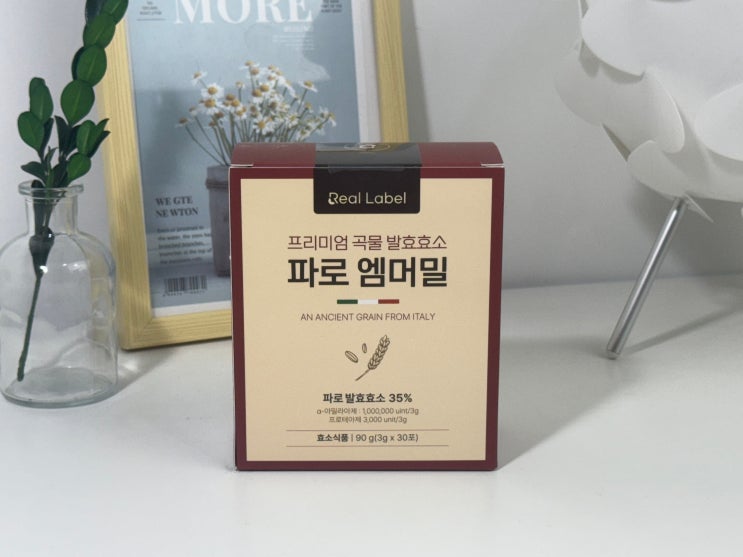 MORE
WE GTE
NE WTON
Real Label
프리미엄 곡물 발효효소
파로 엠머밀
AN ANCIENT GRAIN FROM ITALY
파로 발효효소 35%
α-아밀라아제 : 1,000,000 uint/3g
프로테아제 3,000 unit/3g
효소식품 | 90 g(3g x 30포)